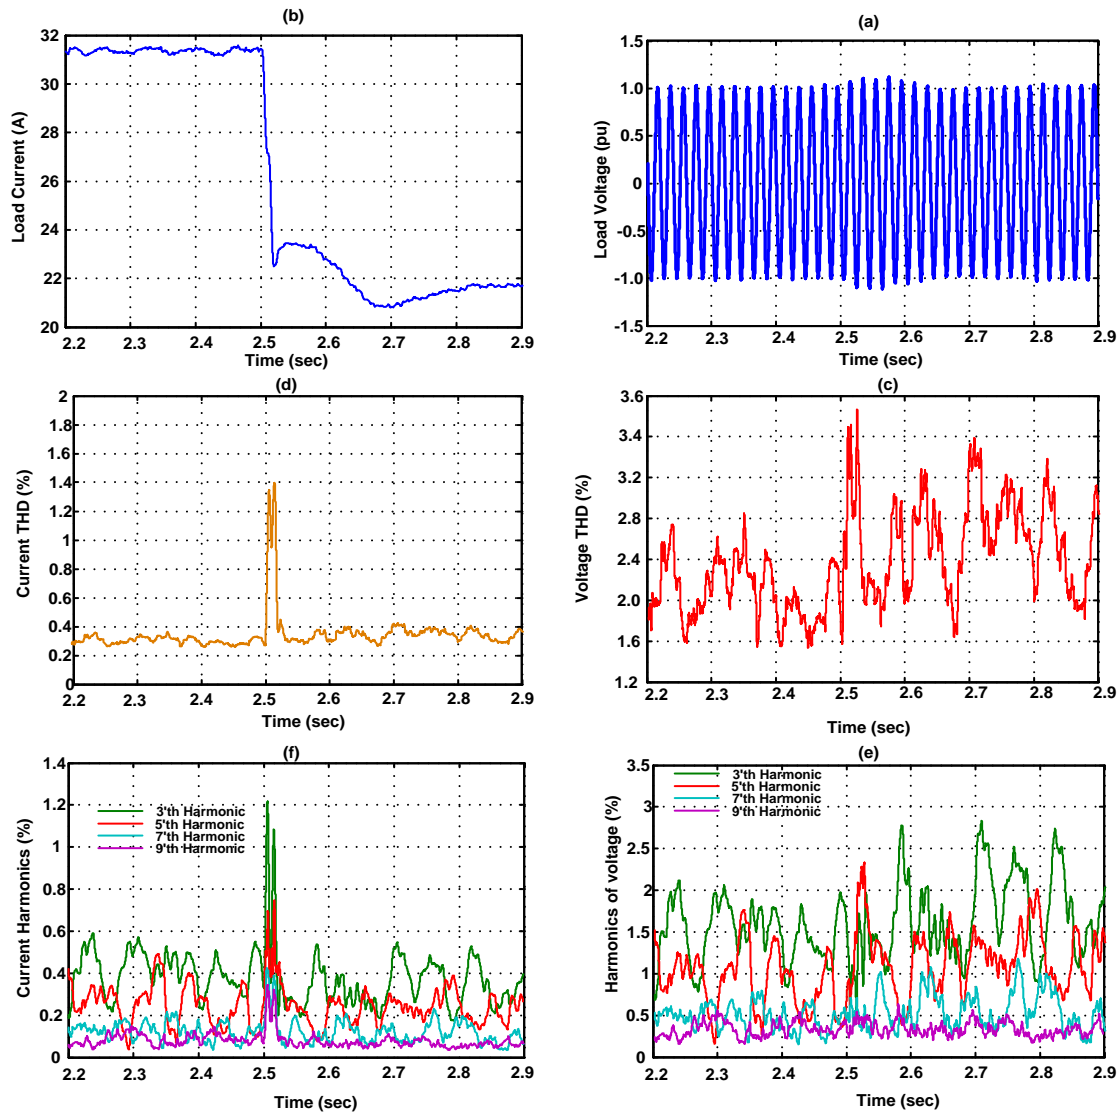 (b)
32
30
28
26
24
22
20
Load Current (A)
2.2 2.3 2.4 2.5 2.6 2.7 2.8 2.9
Time (sec)
(a)
1.5
1.0
0.5
0
-0.5
-1.0
-1.5
Load Voltage (pu)
2.2 2.3 2.4 2.5 2.6 2.7 2.8 2.9
Time (sec)
(d)
2
1.8
1.6
1.4
1.2
1
0.8
0.6
0.4
0.2
0
Current THD (%)
2.2 2.3 2.4 2.5 2.6 2.7 2.8 2.9
Time (sec)
(c)
3.6
3.4
3.2
2.8
2.4
2.0
1.6
1.2
Voltage THD (%)
2.2 2.3 2.4 2.5 2.6 2.7 2.8 2.9
Time (sec)
(f)
1.4
1.2
1
0.8
0.6
0.4
0.2
0
Current Harmonics (%)
3'th Harmonic
5'th Harmonic
7'th Harmonic
9'th Harmonic
2.2 2.3 2.4 2.5 2.6 2.7 2.8 2.9
Time (sec)
(e)
3.5
3
2.5
2
1.5
1
0.5
0
Harmonics of voltage (%)
3'th Harmonic
5'th Harmonic
7'th Harmonic
9'th Harmonic
2.2 2.3 2.4 2.5 2.6 2.7 2.8 2.9
Time (sec)